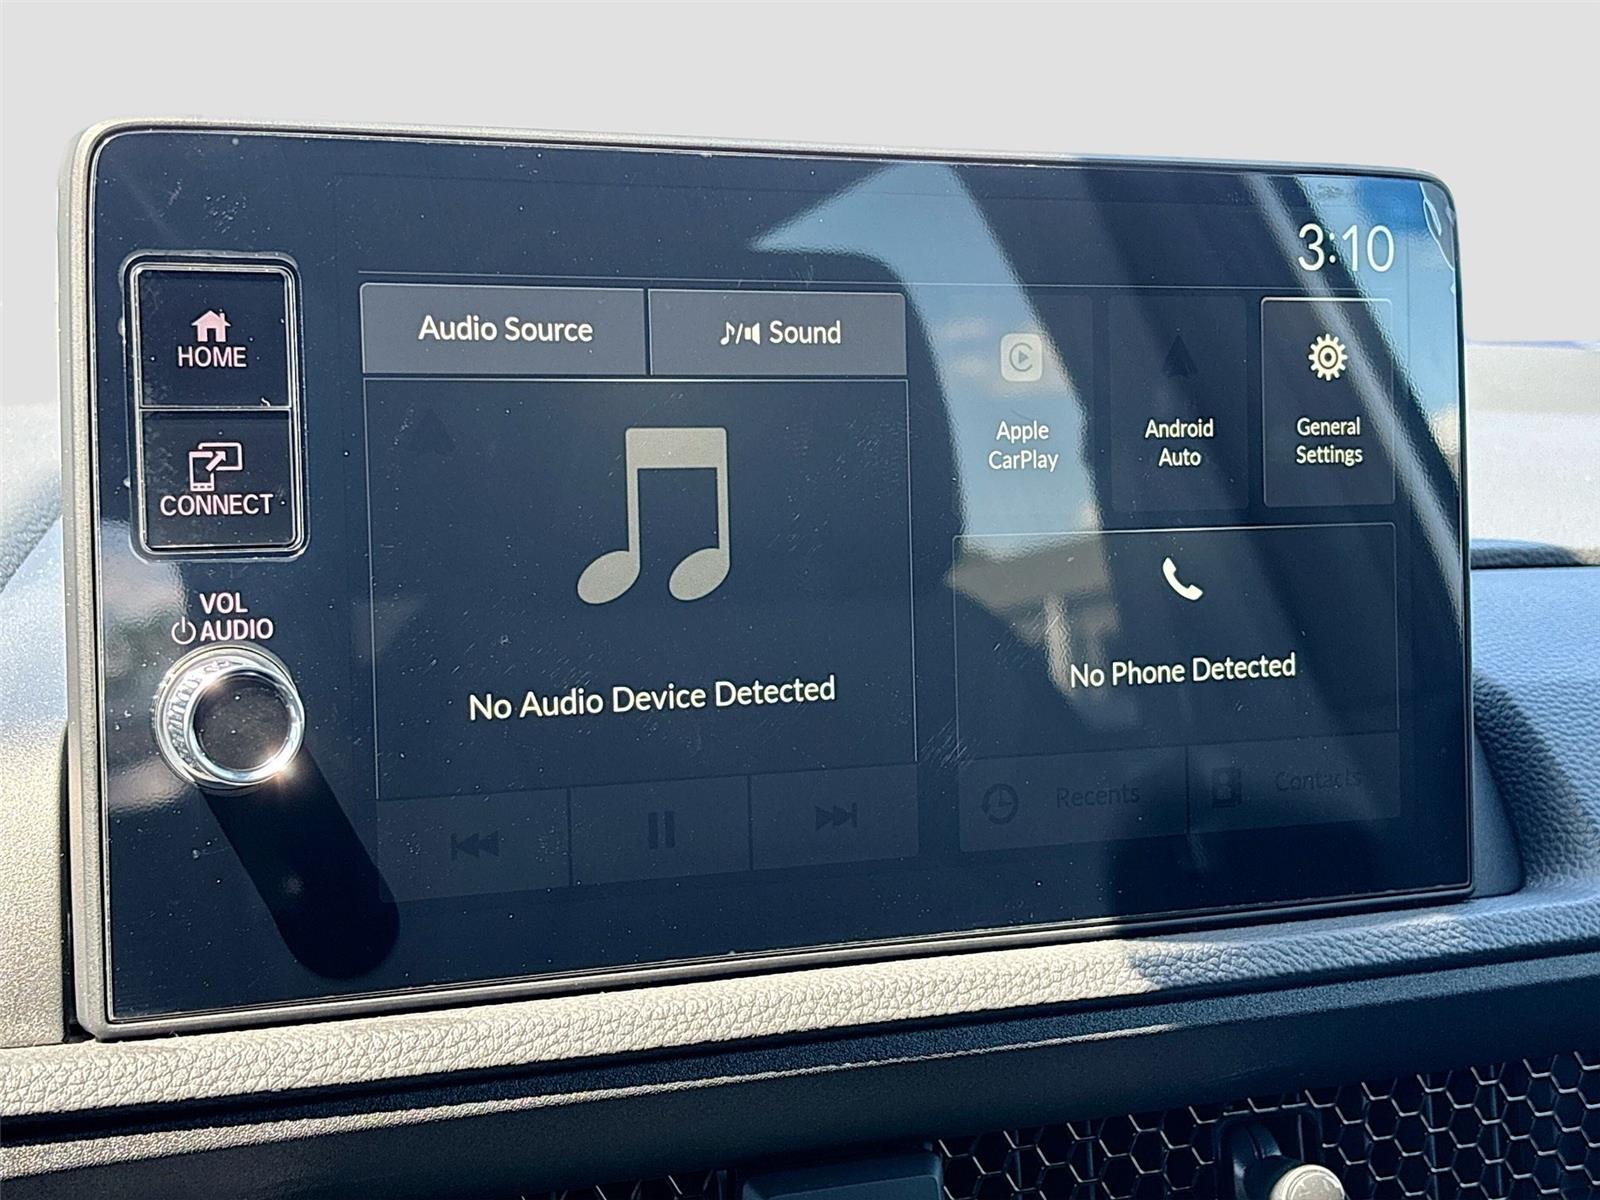 3:10
HOME
CONNECT
VOL
AUDIO
Audio Source
Sound
No Audio Device Detected
Apple
CarPlay
Android
Auto
General
Settings
No Phone Detected
Recents
Contacts